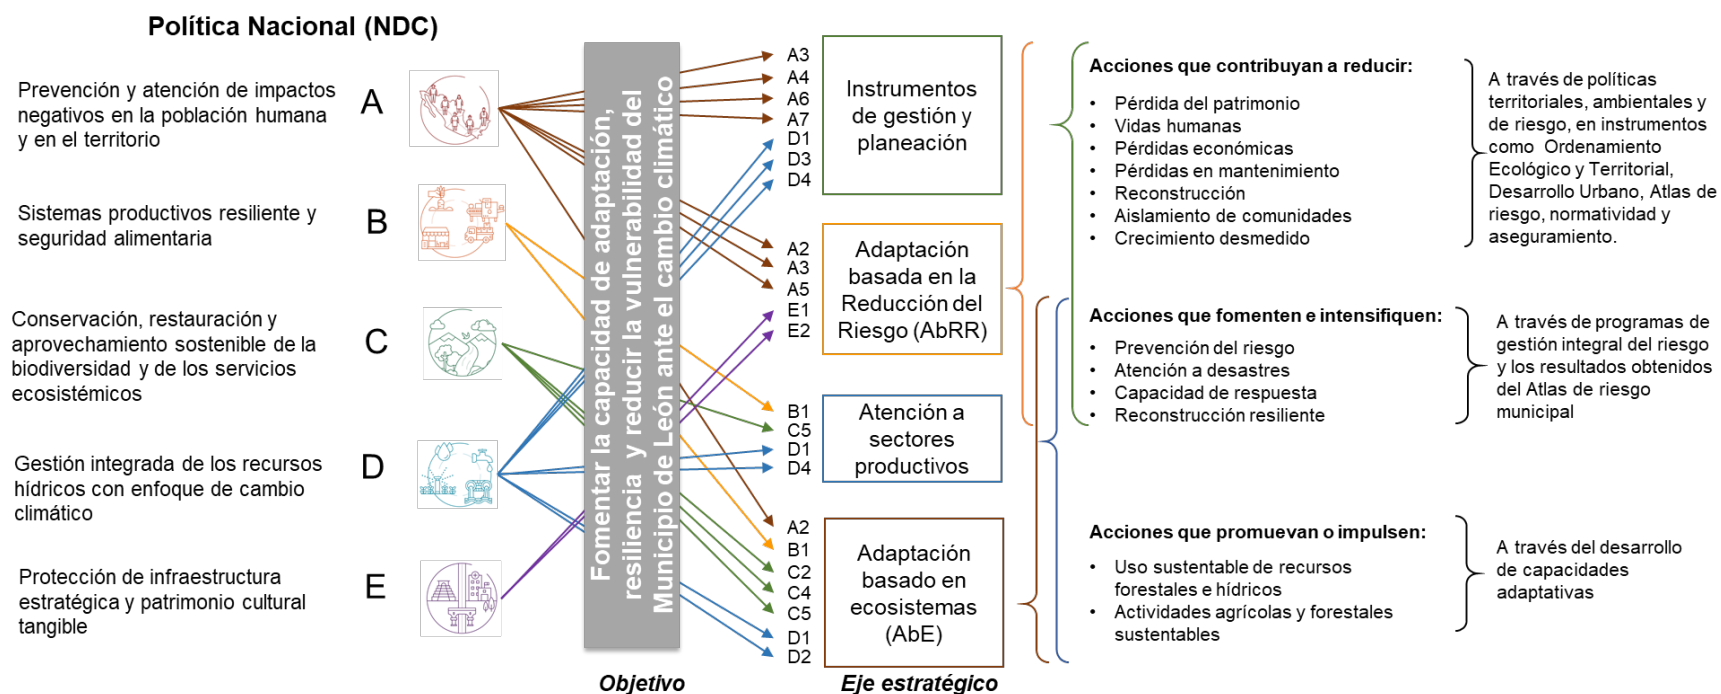 Política Nacional (NDC)
Prevención y atención de impactos
negativos en la población humana
y en el territorio
A
Sistemas productivos resiliente y
seguridad alimentaria
B
Conservación, restauración y
aprovechamiento sostenible de la
biodiversidad y de los servicios
ecosistémicos
C
Gestión integrada de los recursos
hídricos con enfoque de cambio
climático
D
Protección de infraestructura
estratégica y patrimonio cultural
tangible
E
Fomentar la capacidad de adaptación,
resiliencia y reducir la vulnerabilidad del
Municipio de León ante el cambio climático
Objetivo
A3
A4
A6
A7
D1
D3
D4
Instrumentos
de gestión y
planeación
A2
A3
A5
E1
E2
Adaptación
basada en la
Reducción del
Riesgo (AbRR)
B1
C5
D1
D4
Atención a
sectores
productivos
A2
B1
C2
C4
C5
D1
D2
Adaptación
basado en
ecosistemas
(AbE)
Eje estratégico
Acciones que contribuyan a reducir:
• Pérdida del patrimonio
• Vidas humanas
• Pérdidas económicas
• Pérdidas en mantenimiento
• Reconstrucción
• Aislamiento de comunidades
• Crecimiento desmedido
A través de políticas
territoriales, ambientales y
de riesgo, en instrumentos
como Ordenamiento
Ecológico y Territorial,
Desarrollo Urbano, Atlas de
riesgo, normatividad y
aseguramiento.
Acciones que fomenten e intensifiquen:
• Prevención del riesgo
• Atención a desastres
• Capacidad de respuesta
• Reconstrucción resiliente
A través de programas de
gestión integral del riesgo
y los resultados obtenidos
del Atlas de riesgo
municipal
Acciones que promuevan o impulsen:
• Uso sustentable de recursos
forestales e hídricos
• Actividades agrícolas y forestales
sustentables
A través del desarrollo
de capacidades
adaptativas